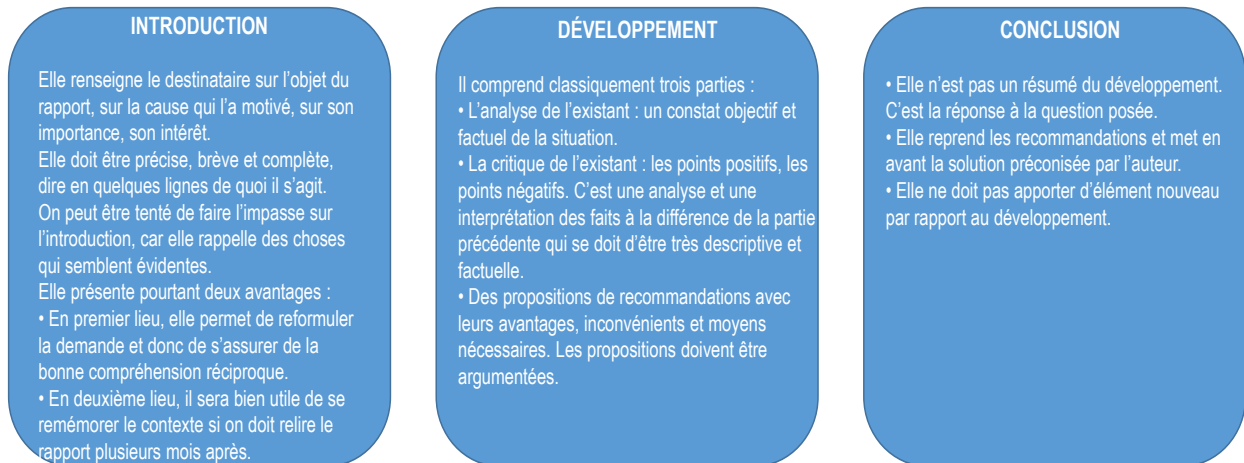 INTRODUCTION
Elle renseigne le destinataire sur l’objet du
rapport, sur la cause qui l’a motivé, sur son
importance, son intérêt.
Elle doit être précise, brève et complète,
dire en quelques lignes de quoi il s’agit.
On peut être tenté de faire l’impasse sur
l’introduction, car elle rappelle des choses
qui semblent évidentes.
Elle présente pourtant deux avantages :
• En premier lieu, elle permet de reformuler
la demande et donc de s’assurer de la
bonne compréhension réciproque.
• En deuxième lieu, il sera bien utile de se
remémorer le contexte si on doit relire le
rapport plusieurs mois après.
DÉVELOPPEMENT
Il comprend classiquement trois parties :
• L’analyse de l’existant : un constat objectif et
factuel de la situation.
• La critique de l’existant : les points positifs, les
points négatifs. C’est une analyse et une
interprétation des faits à la différence de la partie
précédente qui se doit d’être très descriptive et
factuelle.
• Des propositions de recommandations avec
leurs avantages, inconvénients et moyens
nécessaires. Les propositions doivent être
argumentées.
CONCLUSION
• Elle n’est pas un résumé du développement.
C’est la réponse à la question posée.
• Elle reprend les recommandations et met en
avant la solution préconisée par l’auteur.
• Elle ne doit pas apporter d’élément nouveau
par rapport au développement.